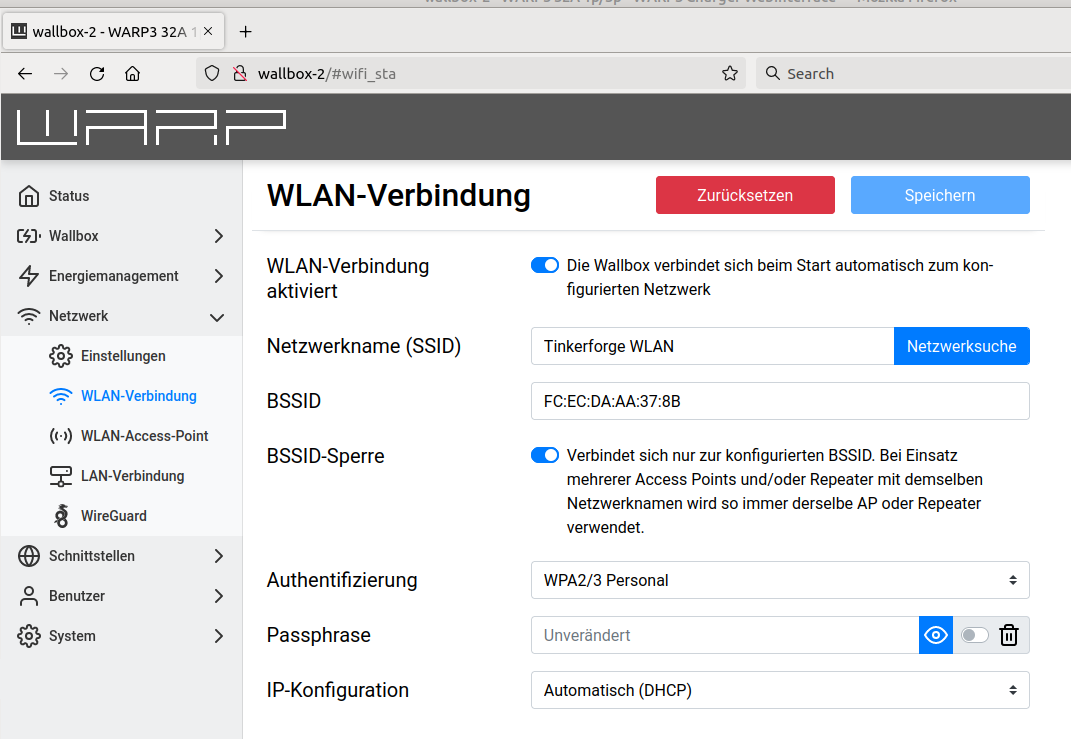 wallbox-2 - WARP3 32A 1
wallbox-2/#wifi_sta
Search
WARP
Status
Wallbox
Energiemanagement
Netzwerk
Einstellungen
WLAN-Verbindung
WLAN-Access-Point
LAN-Verbindung
WireGuard
Schnittstellen
Benutzer
System
WLAN-Verbindung
Zurücksetzen
Speichern
WLAN-Verbindung
aktiviert
Die Wallbox verbindet sich beim Start automatisch zum kon-
figurierten Netzwerk
Netzwerkname (SSID)
Tinkerforge WLAN
Netzwerksuche
BSSID
FC:EC:DA:AA:37:8B
BSSID-Sperre
Verbindet sich nur zur konfigurierten BSSID. Bei Einsatz
mehrerer Access Points und/oder Repeater mit demselben
Netzwerknamen wird so immer derselbe AP oder Repeater
verwendet.
Authentifizierung
WPA2/3 Personal
Passphrase
Unverändert
IP-Konfiguration
Automatisch (DHCP)